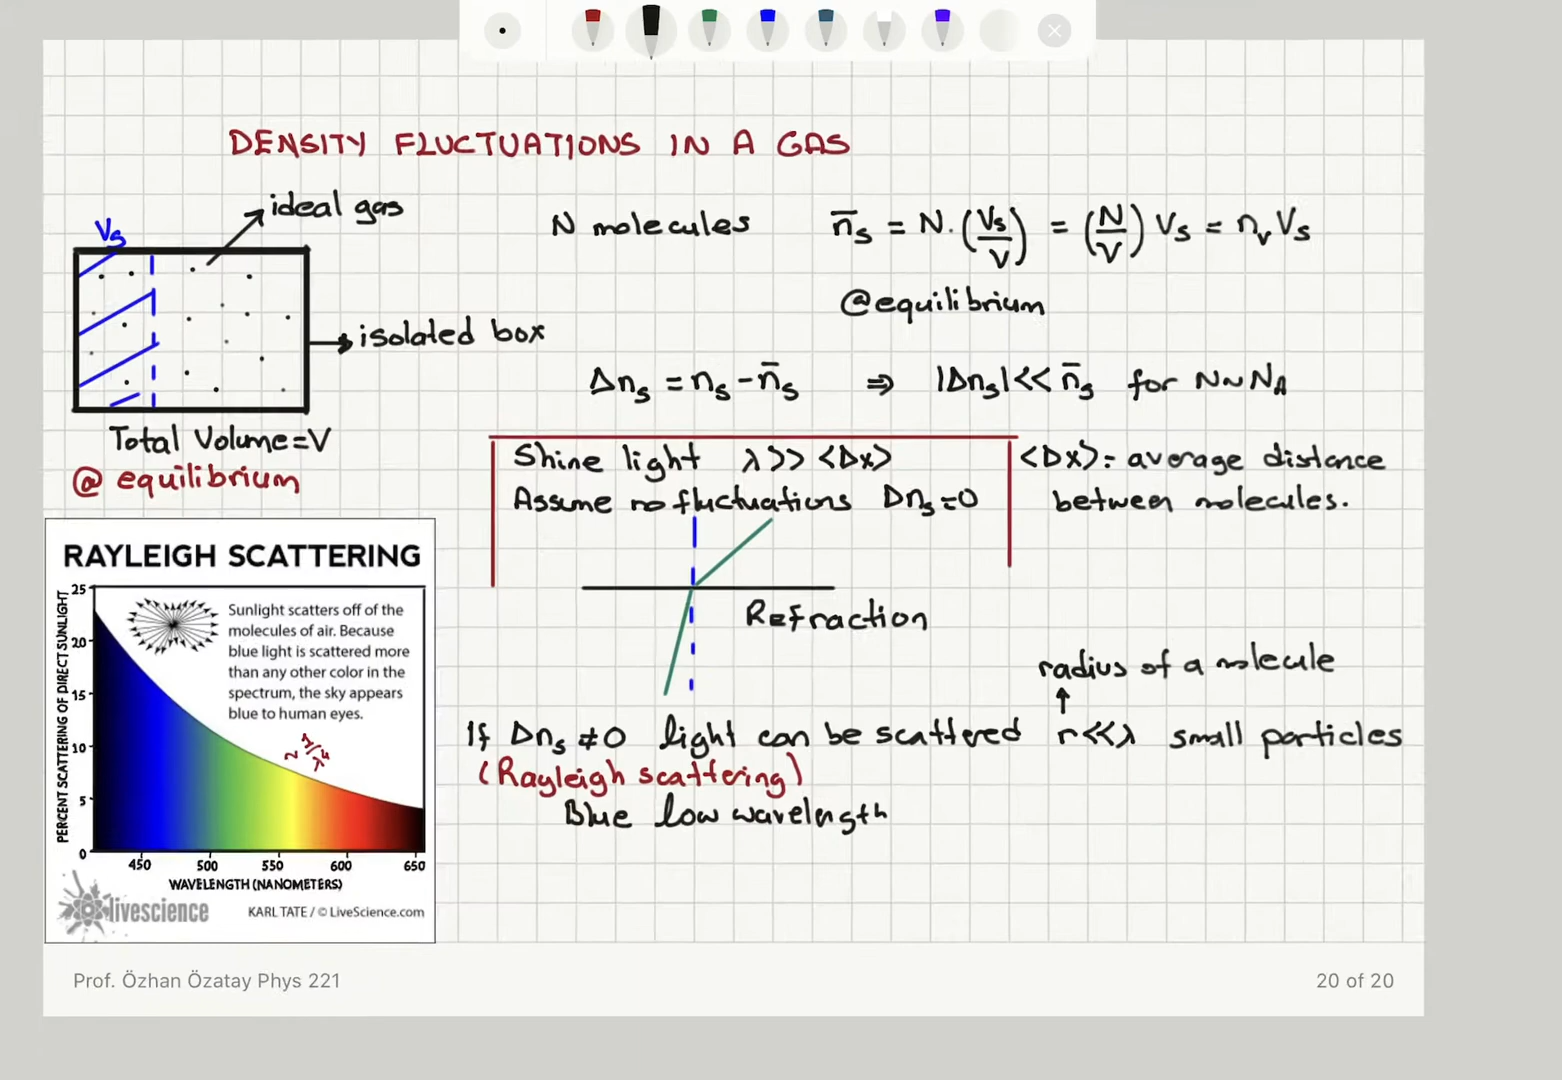 DENSITY FLUCTUATIONS IN A GAS
ideal gas
Vs
isolated box
Total Volume=V
@ equilibrium
N molecules n̄s = N.(Vs/V) = (N/V) Vs = nv Vs
@equilibrium
Δns = ns - n̄s ⇒ |Δns| << n̄s for N~NA
Shine light λ>> <Δx>
Assume no fluctuations Δns=0
<Δx>: average distance
between molecules.
Refraction
radius of a molecule
If Δns ≠0 light can be scattered r<<λ small particles
(Rayleigh scattering)
Blue low wavelength
RAYLEIGH SCATTERING
PERCENT SCATTERING OF DIRECT SUNLIGHT
25
20
15
10
5
0
Sunlight scatters off of the
molecules of air. Because
blue light is scattered more
than any other color in the
spectrum, the sky appears
blue to human eyes.
~ 1/λ⁴
450 500 550 600 650
WAVELENGTH (NANOMETERS)
livescience
KARL TATE / © LiveScience.com
Prof. Özhan Özatay Phys 221
20 of 20